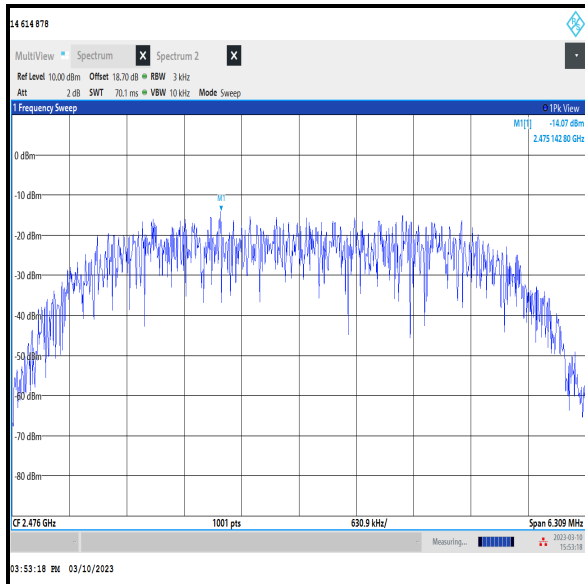 14 614 878
R S
MultiView Spectrum X Spectrum 2 X
Ref Level 10.00 dBm Offset 18.70 dB RBW 3 kHz
Att 2 dB SWT 70.1 ms VBW 10 kHz Mode Sweep
1 Frequency Sweep 1Pk View
M1[1] -14.07 dBm
2.475 142 80 GHz
0 dBm
-10 dBm
M1
-20 dBm
-30 dBm
-40 dBm
-50 dBm
-60 dBm
-70 dBm
-80 dBm
CF 2.476 GHz 1001 pts 630.9 kHz/ Span 6.309 MHz
Measuring... 2023-03-10
15:53:18
03:53:18 PM 03/10/2023